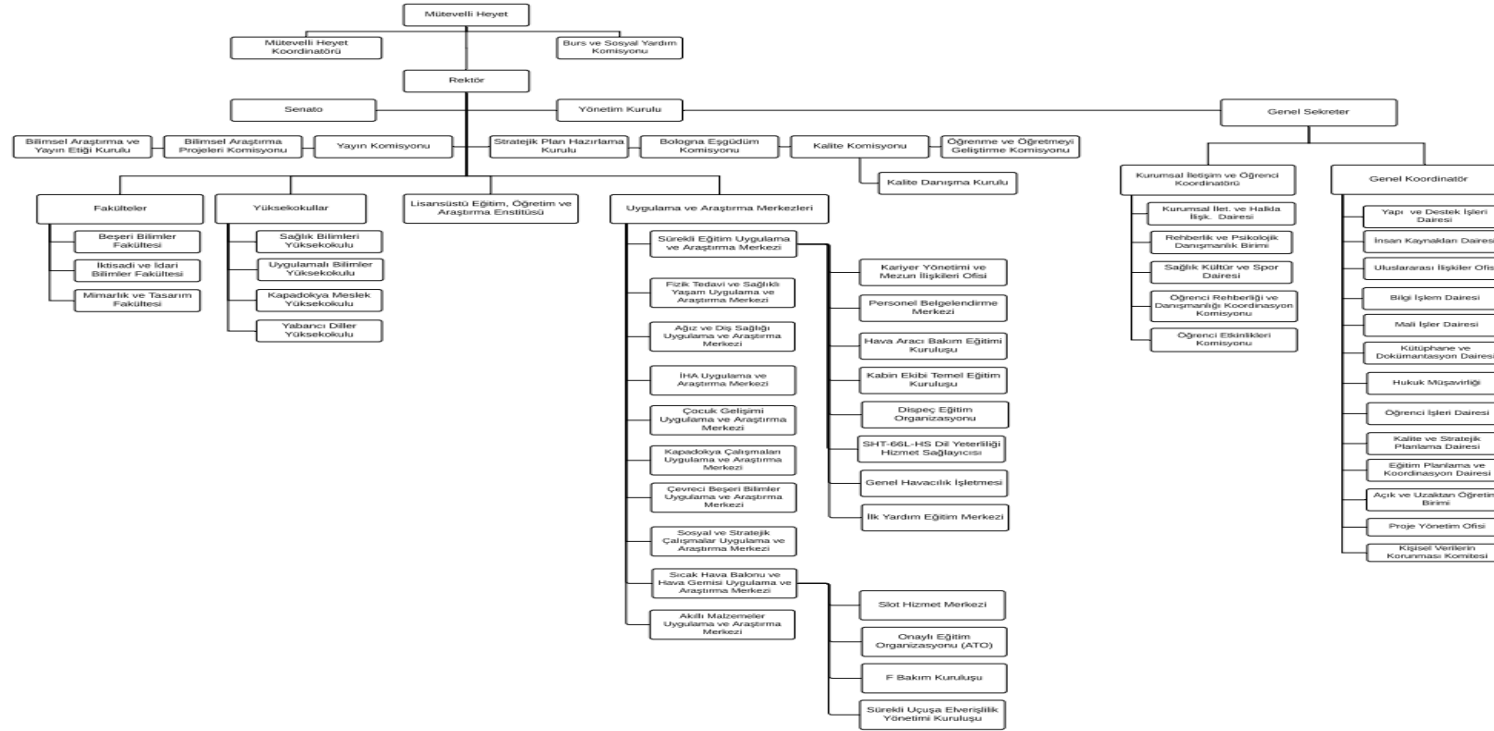 Mütevelli Heyet
Mütevelli Heyet
Koordinatörü
Burs ve Sosyal Yardım
Komisyonu
Rektör
Senato
Yönetim Kurulu
Genel Sekreter
Bilimsel Araştırma ve
Yayın Etiği Kurulu
Bilimsel Araştırma
Projeleri Komisyonu
Yayın Komisyonu
Stratejik Plan Hazırlama
Kurulu
Bologna Eşgüdüm
Komisyonu
Kalite Komisyonu
Öğrenme ve Öğretmeyi
Geliştirme Komisyonu
Kalite Danışma Kurulu
Fakülteler
Beşeri Bilimler
Fakültesi
İktisadi ve İdari
Bilimler Fakültesi
Mimarlık ve Tasarım
Fakültesi
Yüksekokullar
Sağlık Bilimleri
Yüksekokulu
Uygulamalı Bilimler
Yüksekokulu
Kapadokya Meslek
Yüksekokulu
Yabancı Diller
Yüksekokulu
Lisansüstü Eğitim, Öğretim ve
Araştırma Enstitüsü
Uygulama ve Araştırma Merkezleri
Sürekli Eğitim Uygulama
ve Araştırma Merkezi
Fizik Tedavi ve Sağlıklı
Yaşam Uygulama ve
Araştırma Merkezi
Ağız ve Diş Sağlığı
Uygulama ve Araştırma
Merkezi
İHA Uygulama ve
Araştırma Merkezi
Çocuk Gelişimi
Uygulama ve Araştırma
Merkezi
Kapadokya Çalışmaları
Uygulama ve Araştırma
Merkezi
Çevreci Beşeri Bilimler
Uygulama ve Araştırma
Merkezi
Sosyal ve Stratejik
Çalışmalar Uygulama ve
Araştırma Merkezi
Sıcak Hava Balonu ve
Hava Gemisi Uygulama ve
Araştırma Merkezi
Akıllı Malzemeler
Uygulama ve Araştırma
Merkezi
Kariyer Yönetimi ve
Mezun İlişkileri Ofisi
Personel Belgelendirme
Merkezi
Hava Aracı Bakım Eğitimi
Kuruluşu
Kabin Ekibi Temel Eğitim
Kuruluşu
Dispeç Eğitim
Organizasyonu
SHT-66L-HS Dil Yeterliliği
Hizmet Sağlayıcısı
Genel Havacılık İşletmesi
İlk Yardım Eğitim Merkezi
Slot Hizmet Merkezi
Onaylı Eğitim
Organizasyonu (ATO)
F Bakım Kuruluşu
Sürekli Uçuşa Elverişlilik
Yönetimi Kuruluşu
Kurumsal İletişim ve Öğrenci
Koordinatörü
Kurumsal İlet. ve Halkla
İlişk. Dairesi
Rehberlik ve Psikolojik
Danışmanlık Birimi
Sağlık Kültür ve Spor
Dairesi
Öğrenci Rehberliği ve
Danışmanlığı Koordinasyon
Komisyonu
Öğrenci Etkinlikleri
Komisyonu
Genel Koordinatör
Yapı ve Destek İşleri
Dairesi
İnsan Kaynakları Dairesi
Uluslararası İlişkiler Ofisi
Bilgi İşlem Dairesi
Mali İşler Dairesi
Kütüphane ve
Dokümantasyon Dairesi
Hukuk Müşavirliği
Öğrenci İşleri Dairesi
Kalite ve Stratejik
Planlama Dairesi
Eğitim Planlama ve
Koordinasyon Dairesi
Açık ve Uzaktan Öğretim
Birimi
Proje Yönetim Ofisi
Kişisel Verilerin
Korunması Komitesi